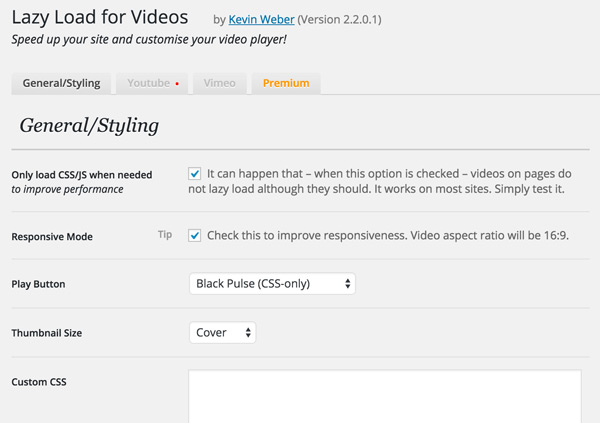 Lazy Load for Videos by Kevin Weber (Version 2.2.0.1)
Speed up your site and customise your video player!
General/Styling Youtube • Vimeo Premium
General/Styling
Only load CSS/JS when needed
to improve performance
It can happen that – when this option is checked – videos on pages do
not lazy load although they should. It works on most sites. Simply test it.
Responsive Mode Tip Check this to improve responsiveness. Video aspect ratio will be 16:9.
Play Button Black Pulse (CSS-only)
Thumbnail Size Cover
Custom CSS